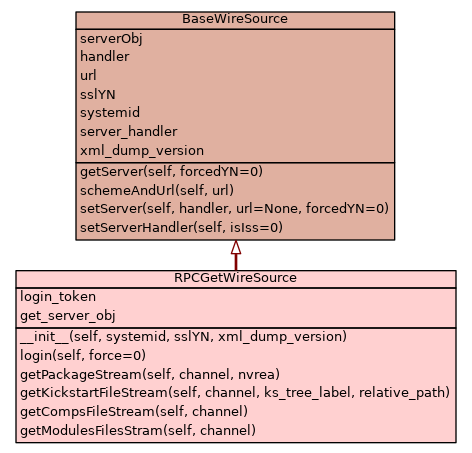 BaseWireSource
serverObj
handler
url
sslYN
systemid
server_handler
xml_dump_version
getServer(self, forcedYN=0)
schemeAndUrl(self, url)
setServer(self, handler, url=None, forcedYN=0)
setServerHandler(self, isIss=0)
RPCGetWireSource
login_token
get_server_obj
__init__(self, systemid, sslYN, xml_dump_version)
login(self, force=0)
getPackageStream(self, channel, nvrea)
getKickstartFileStream(self, channel, ks_tree_label, relative_path)
getCompsFileStream(self, channel)
getModulesFilesStram(self, channel)